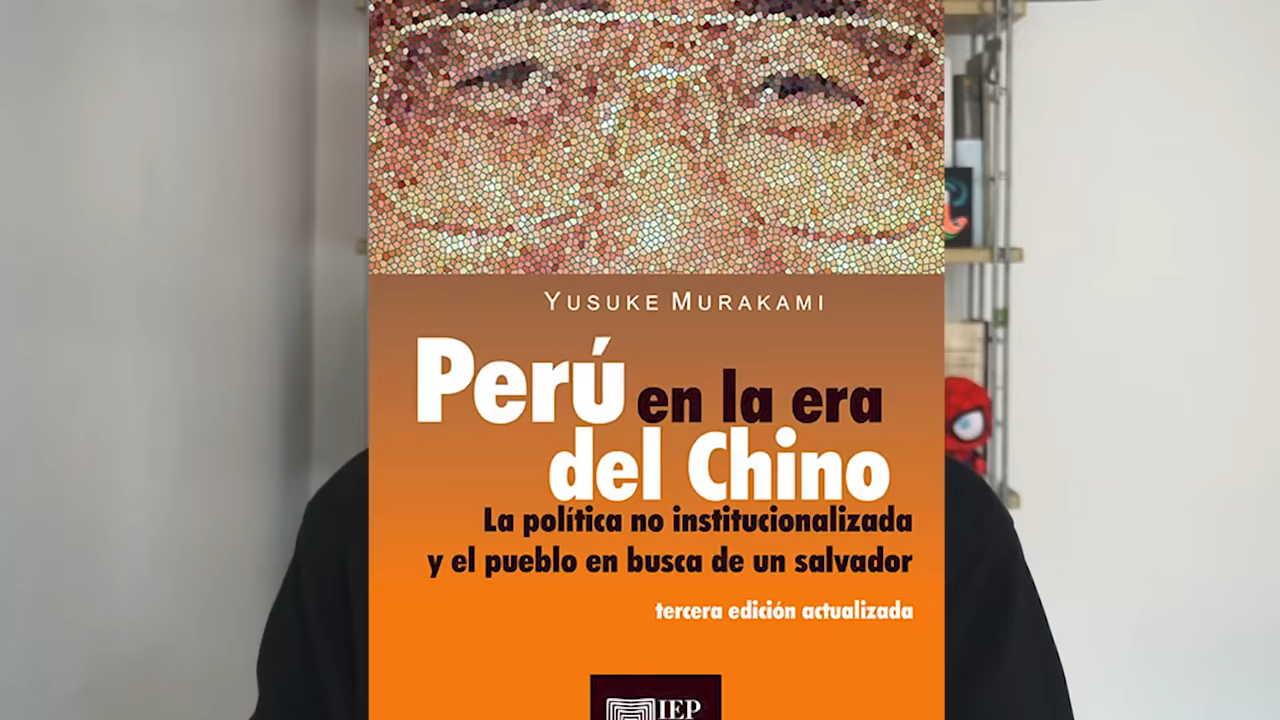 YUSUKE MURAKAMI
Perú en la era
del Chino
La política no institucionalizada
y el pueblo en busca de un salvador
tercera edición actualizada
IEP